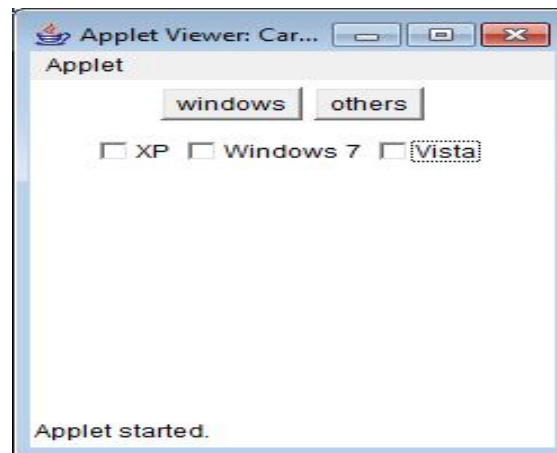 Applet Viewer: Car...
Applet
windows others
XP Windows 7 Vista
Applet started.